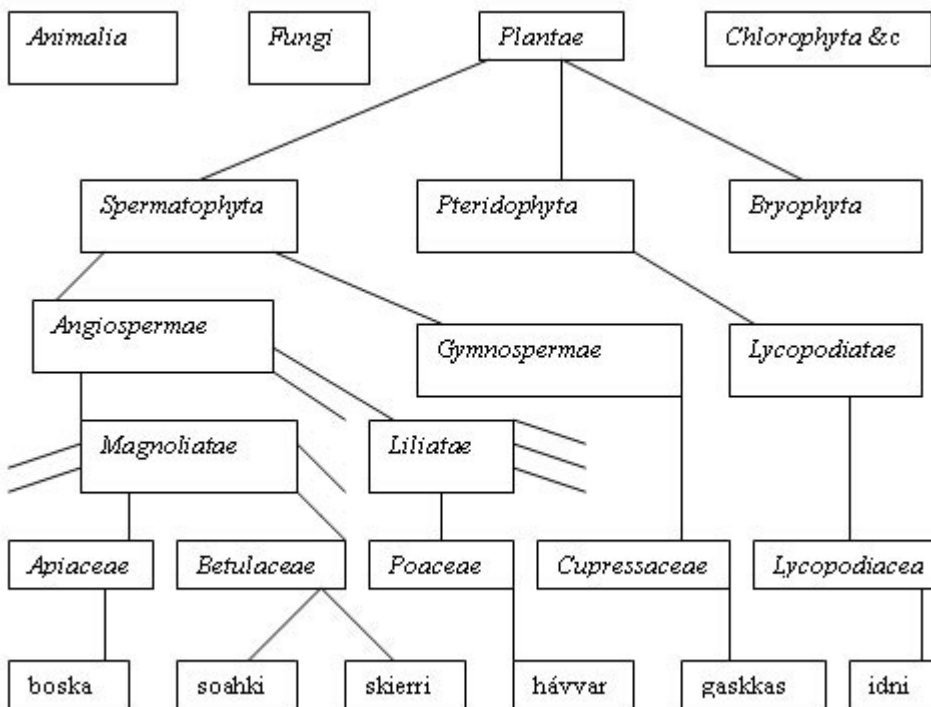 Animalia
Fungi
Plantae
Chlorophyta &c
Spermatophyta
Pteridophyta
Bryophyta
Angiospermae
Gymnospermae
Lycopodiatae
Magnoliatae
Liliatae
Apiaceae
Betulaceae
Poaceae
Cupressaceae
Lycopodiacea
boska
soahki
skierri
hávvar
gaskkas
idni